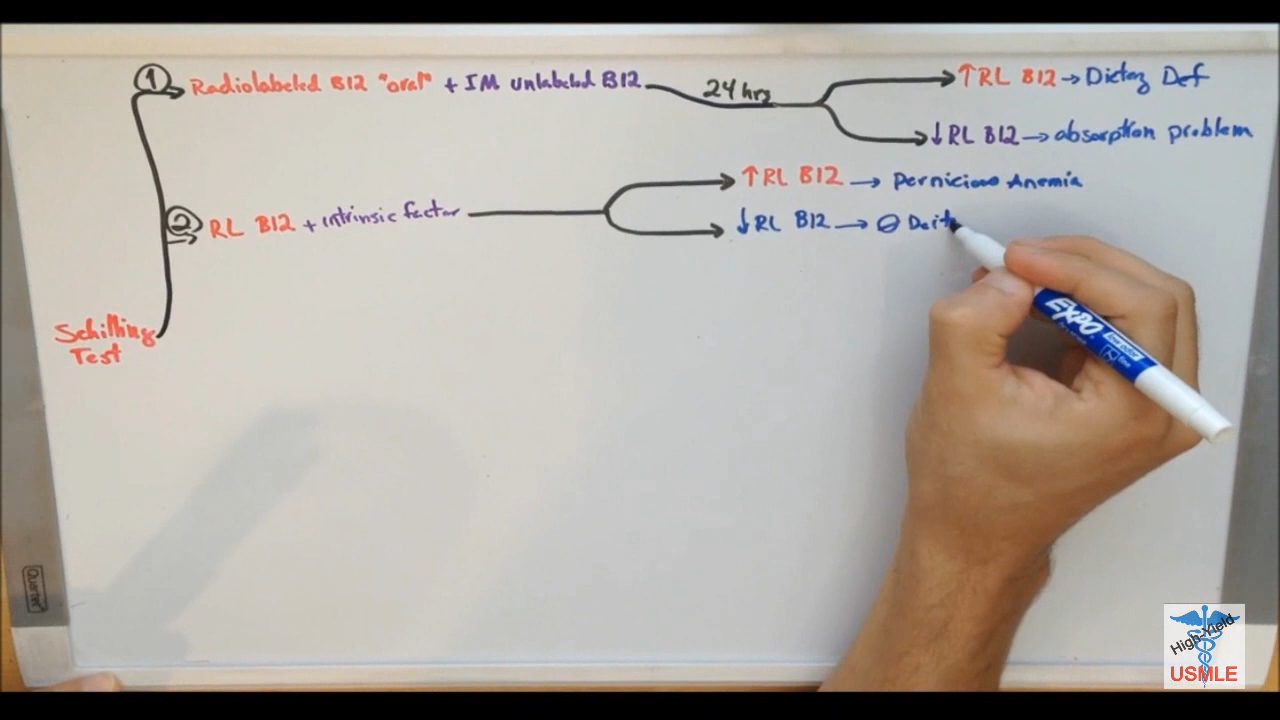 1 Radiolabeled B12 "oral" + IM unlabeled B12 24 hrs ↑RL B12 → Dietary Def
↓RL B12 → absorption problem
2 RL B12 + intrinsic factor ↑RL B12 → Pernicious Anemia
↓RL B12 → ⊖ Deit
Schilling
Test
EXPO
Quartet
High-Yield
USMLE